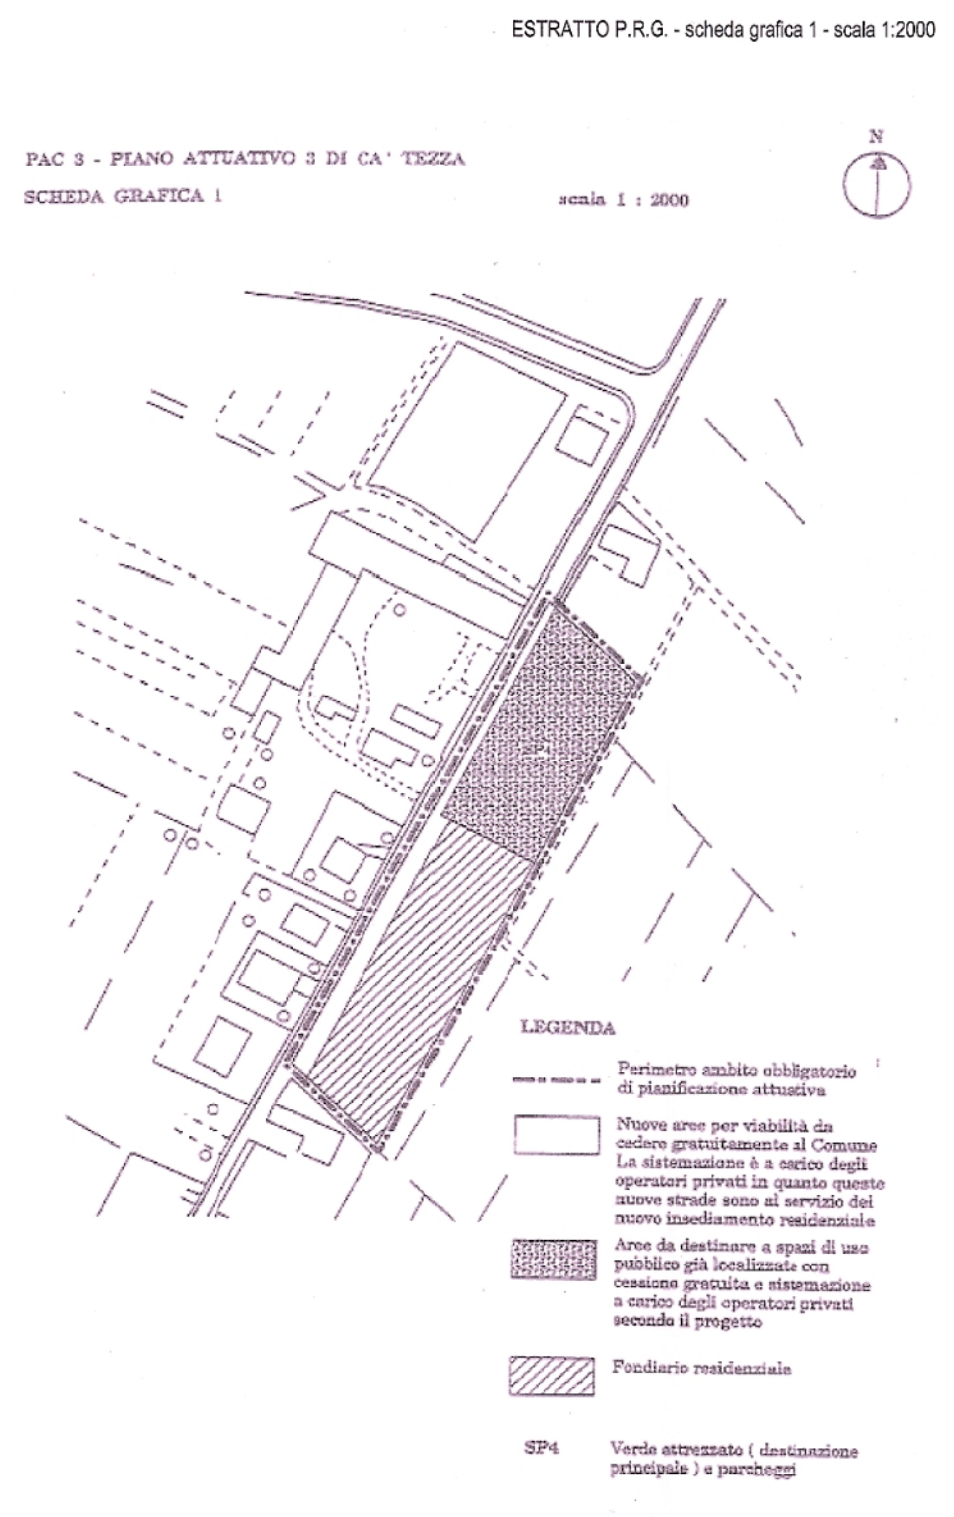 ESTRATTO P.R.G. - scheda grafica 1 - scala 1:2000
N
PAC 3 - PIANO ATTUATIVO 3 DI CA' TEZZA
SCHEDA GRAFICA 1
scala 1 : 2000
SP4
LEGENDA
Perimetro ambito obbligatorio
di pianificazione attuativa
Nuove aree per viabilità da
cedere gratuitamente al Comune
La sistemazione è a carico degli
operatori privati in quanto queste
nuove strade sono al servizio del
nuovo insediamento residenziale
Aree da destinare a spazi di uso
pubblico già localizzate con
cessione gratuita e sistemazione
a carico degli operatori privati
secondo il progetto
Fondiario residenziale
SP4
Verde attrezzato ( destinazione
principale ) e parcheggi